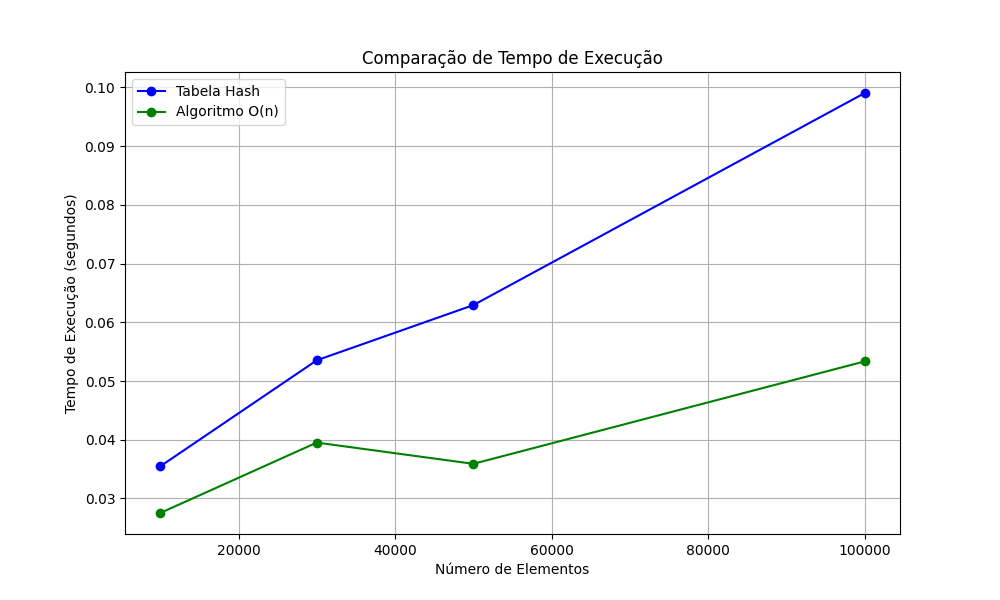 Comparação de Tempo de Execução
Tabela Hash
Algoritmo O(n)
Tempo de Execução (segundos)
0.10
0.09
0.08
0.07
0.06
0.05
0.04
0.03
20000 40000 60000 80000 100000
Número de Elementos